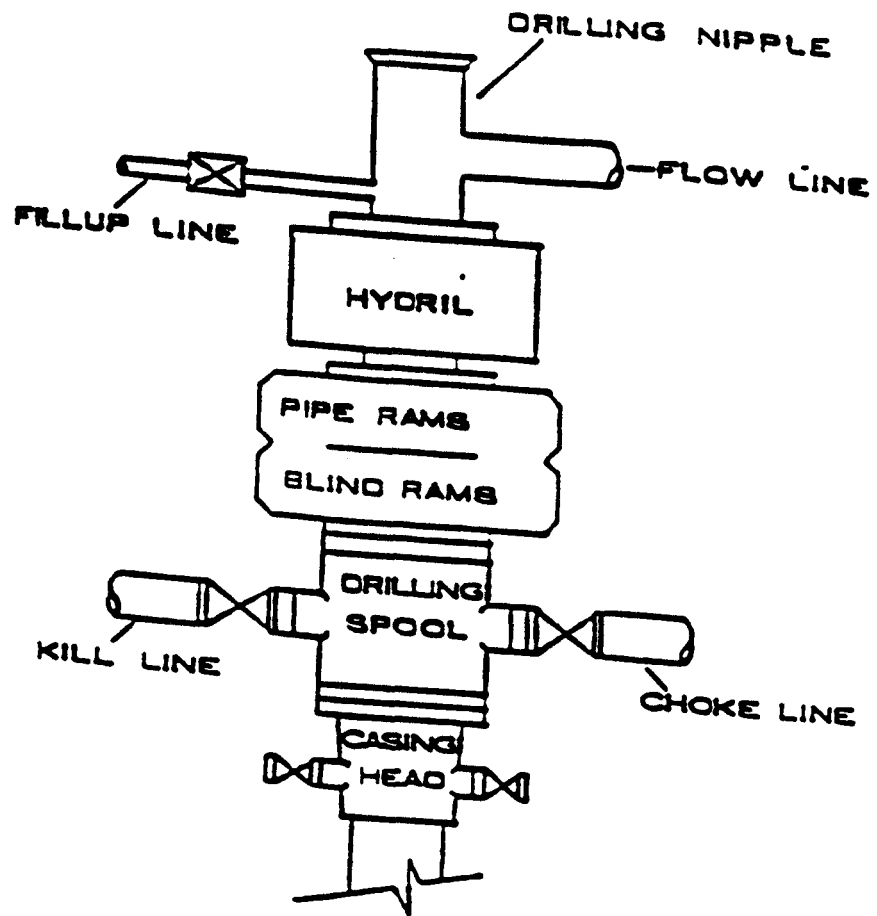 DRILLING NIPPLE
FLOW LINE
FILLUP LINE
HYDRIL
PIPE RAMS
BLIND RAMS
DRILLING
SPOOL
KILL LINE
CHOKE LINE
CASING
HEAD